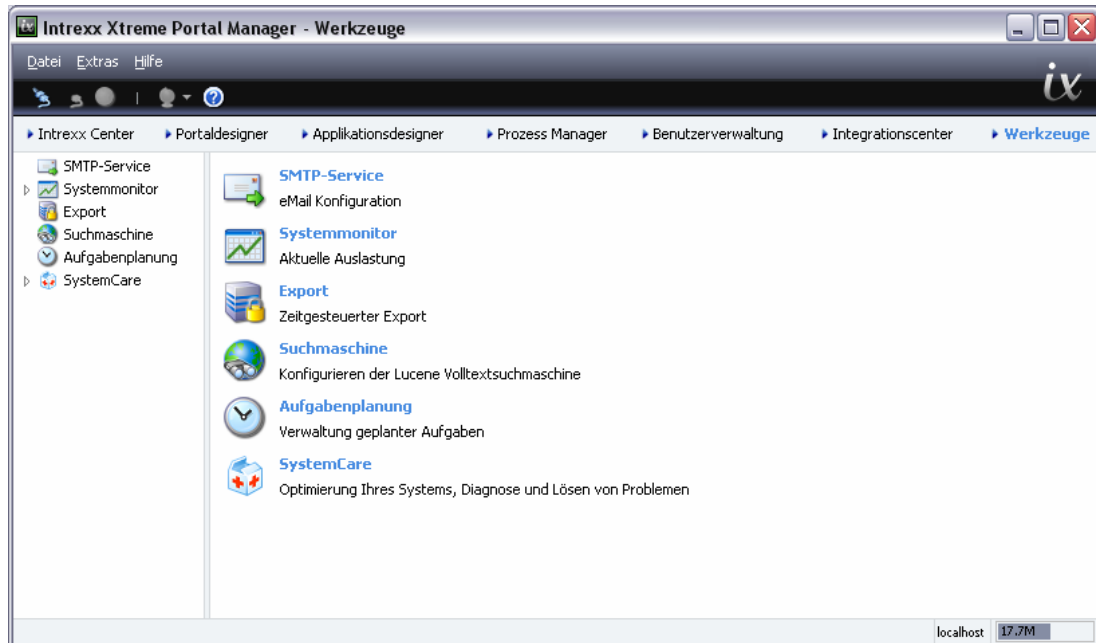 Intrexx Xtreme Portal Manager - Werkzeuge
Datei Extras Hilfe
ix
Intrexx Center Portaldesigner Applikationsdesigner Prozess Manager Benutzerverwaltung Integrationscenter Werkzeuge
SMTP-Service
Systemmonitor
Export
Suchmaschine
Aufgabenplanung
SystemCare
SMTP-Service
eMail Konfiguration
Systemmonitor
Aktuelle Auslastung
Export
Zeitgesteuerter Export
Suchmaschine
Konfigurieren der Lucene Volltextsuchmaschine
Aufgabenplanung
Verwaltung geplanter Aufgaben
SystemCare
Optimierung Ihres Systems, Diagnose und Lösen von Problemen
localhost 17.7M